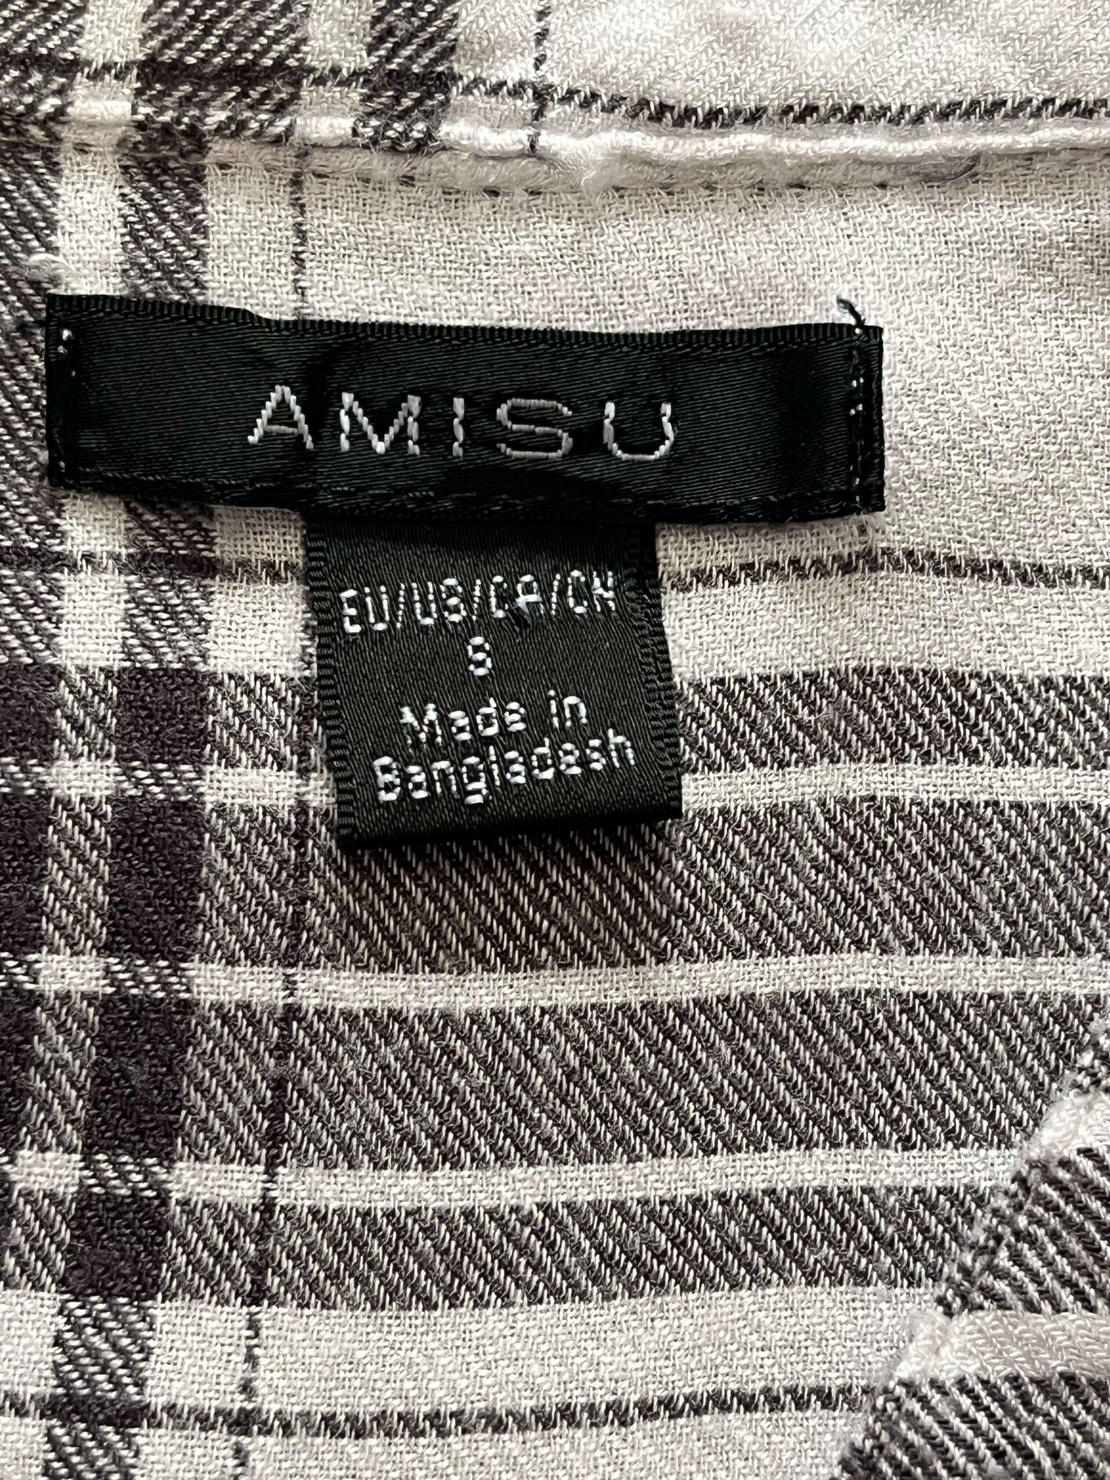 AMISU
EU/US/CA/CN
S
Made in
Bangladesh